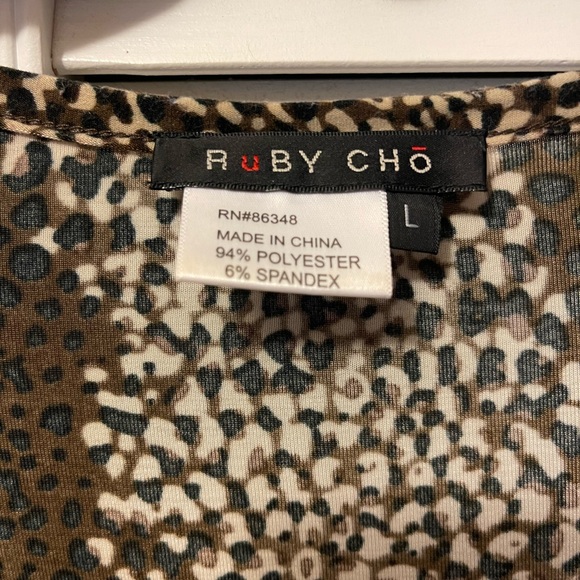 RuBY CHō
L
RN#86348
MADE IN CHINA
94% POLYESTER
6% SPANDEX